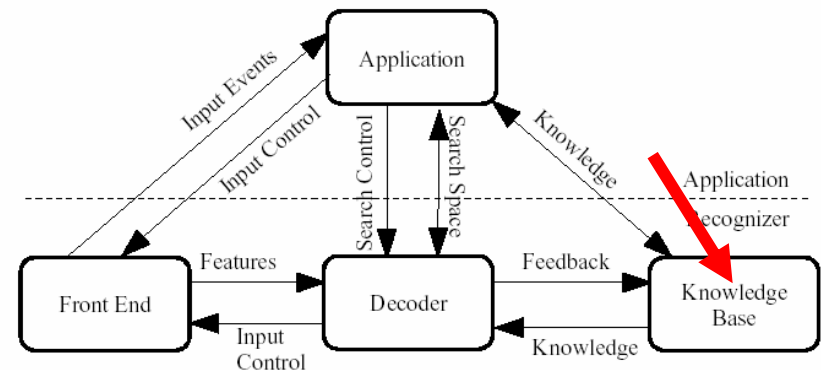 Application
Input Events
Input Control
Search Control
Search Space
Knowledge
Application
Recognizer
Front End
Features
Input
Control
Decoder
Feedback
Knowledge
Knowledge
Base